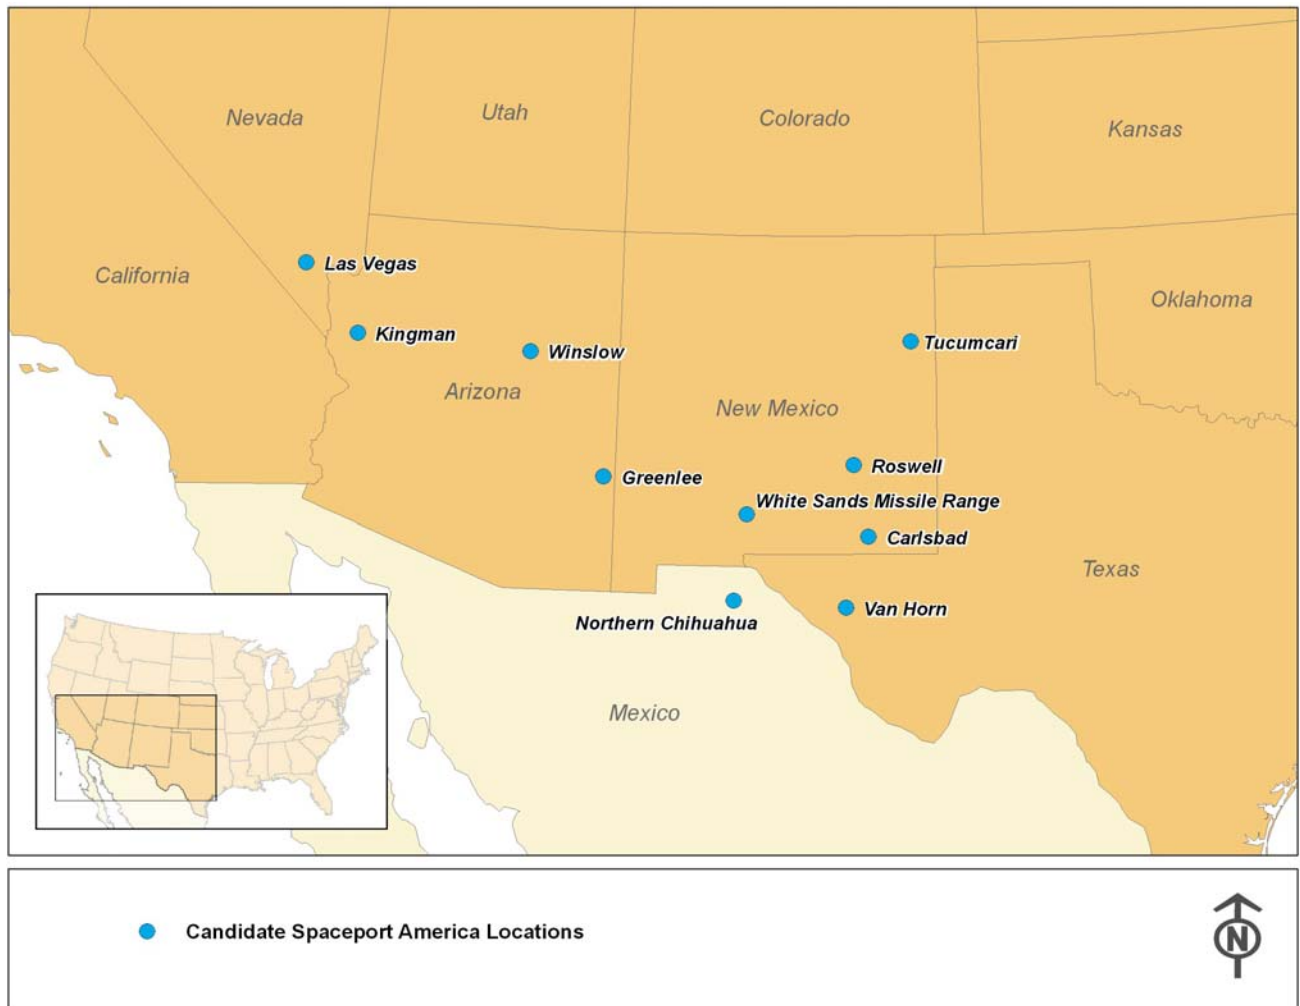 Nevada
Utah
Colorado
Kansas
California
Las Vegas
Oklahoma
Kingman
Winslow
Tucumcari
Arizona
New Mexico
Roswell
Greenlee
White Sands Missile Range
Carlsbad
Texas
Van Horn
Northern Chihuahua
Mexico
Candidate Spaceport America Locations
N